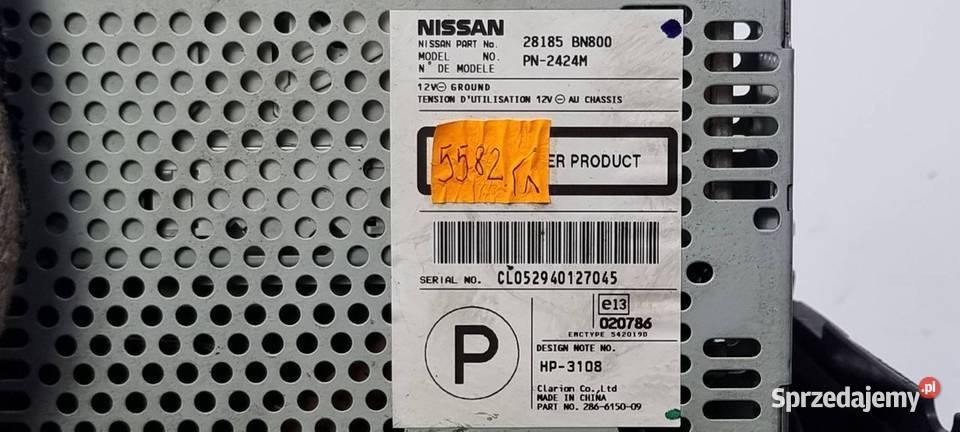 NISSAN
NISSAN PART No. 28185 BN800
MODEL NO. PN-2424M
N° DE MODELE
12V⊖ GROUND
TENSION D'UTILISATION 12V⊖ AU CHASSIS
5582
ER PRODUCT
SERIAL NO. CL052940127045
P
e13
020786
EMCTYPE 542019D
DESIGN NOTE NO.
HP-3108
Clarion Co.,Ltd
MADE IN CHINA
PART NO. 286-6150-09
Sprzedajemy.pl